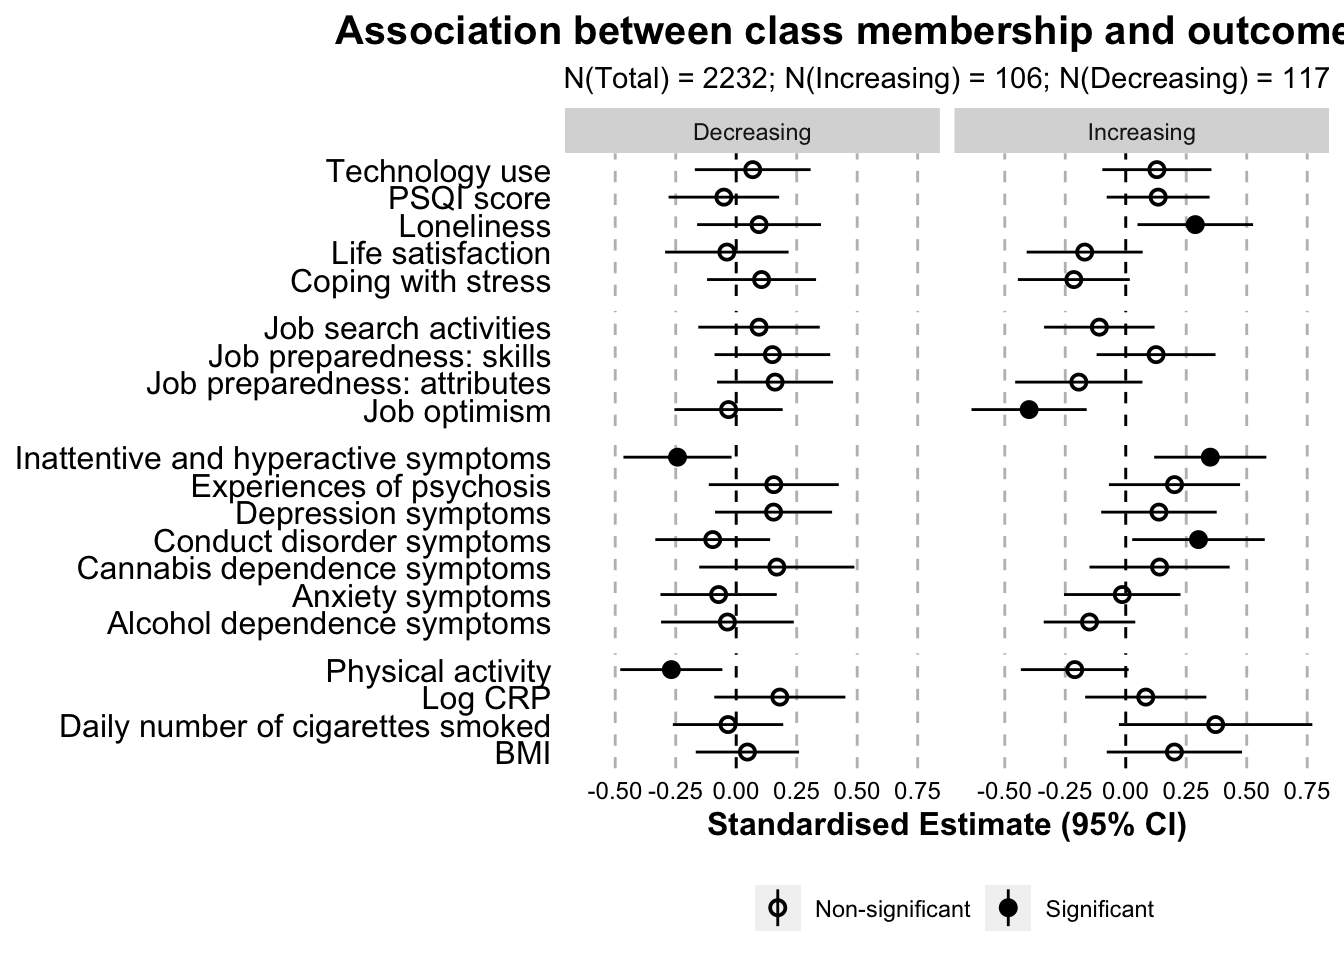 Association between class membership and outcome
N(Total) = 2232; N(Increasing) = 106; N(Decreasing) = 117
Decreasing
Increasing
Technology use
PSQI score
Loneliness
Life satisfaction
Coping with stress
Job search activities
Job preparedness: skills
Job preparedness: attributes
Job optimism
Inattentive and hyperactive symptoms
Experiences of psychosis
Depression symptoms
Conduct disorder symptoms
Cannabis dependence symptoms
Anxiety symptoms
Alcohol dependence symptoms
Physical activity
Log CRP
Daily number of cigarettes smoked
BMI
-0.50 -0.25 0.00 0.25 0.50 0.75
-0.50 -0.25 0.00 0.25 0.50 0.75
Standardised Estimate (95% CI)
Non-significant
Significant